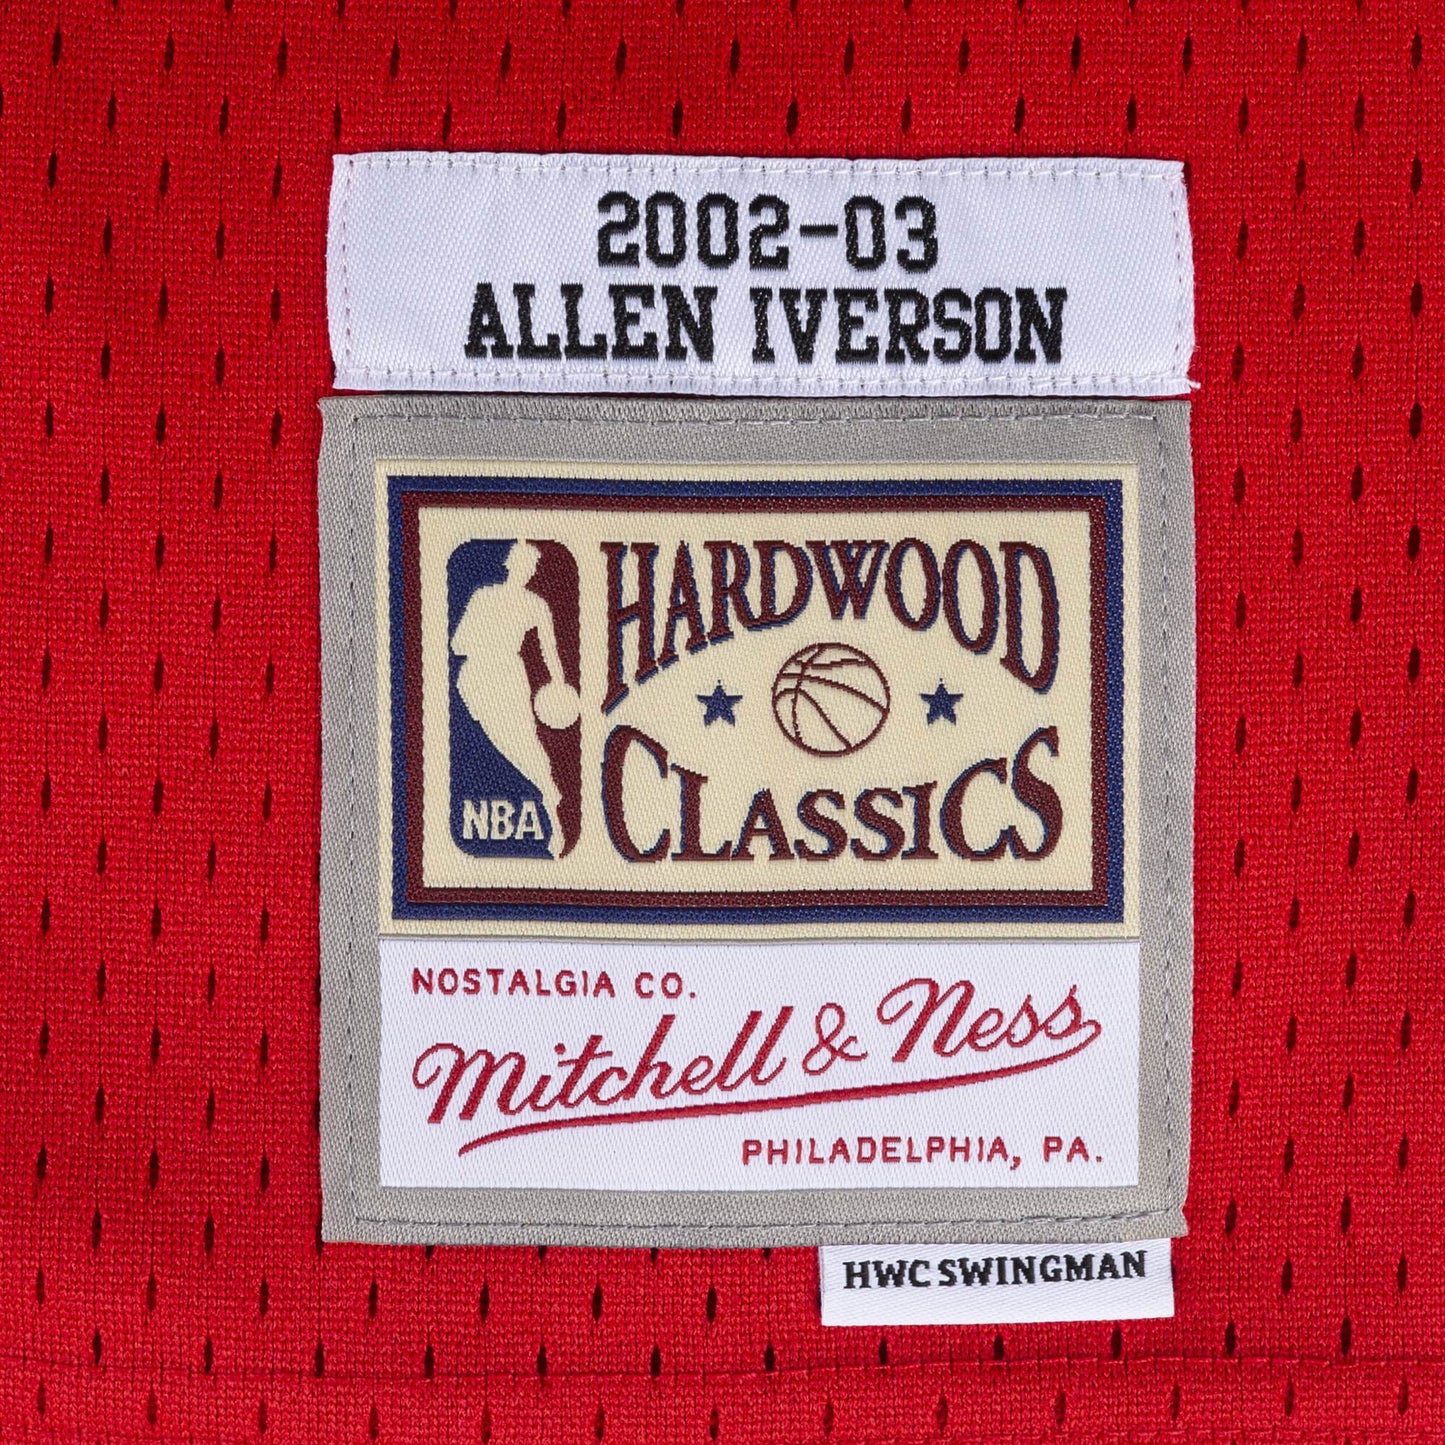 2002-03
ALLEN IVERSON
HARDWOOD
CLASSICS
NBA
NOSTALGIA CO.
Mitchell & Ness
PHILADELPHIA, PA.
HWC SWINGMAN